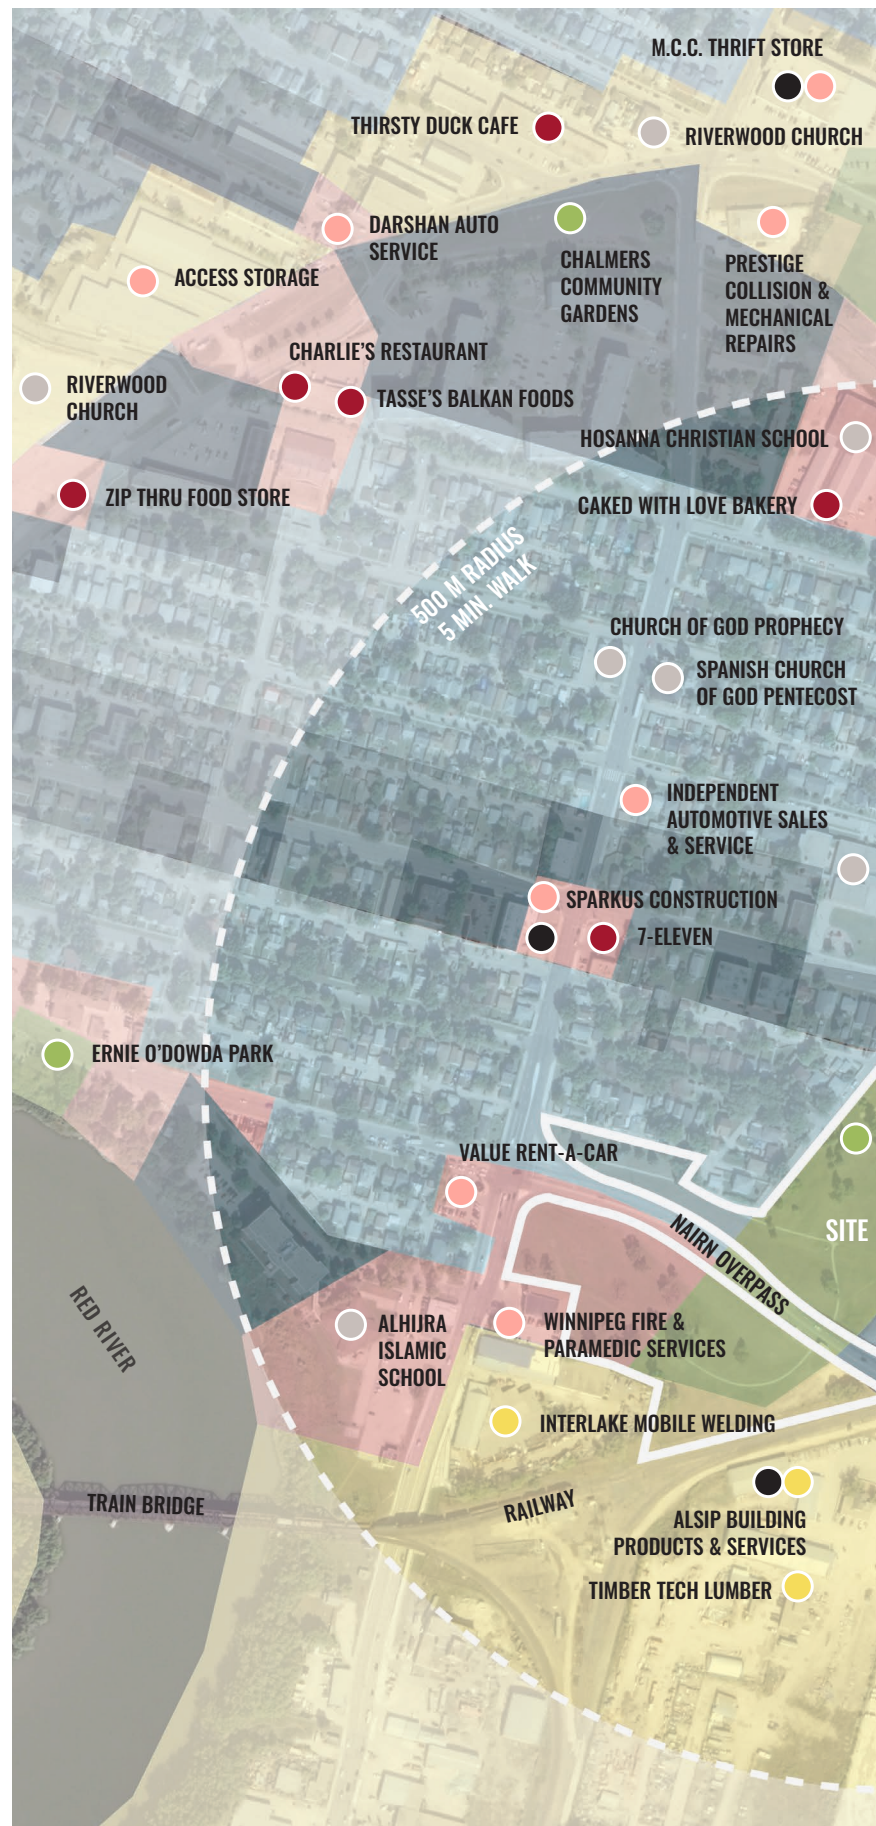 M.C.C. THRIFT STORE
THIRSTY DUCK CAFE
RIVERWOOD CHURCH
DARSHAN AUTO
SERVICE
CHALMERS
COMMUNITY
GARDENS
PRESTIGE
COLLISION &
MECHANICAL
REPAIRS
ACCESS STORAGE
CHARLIE'S RESTAURANT
RIVERWOOD
CHURCH
TASSE'S BALKAN FOODS
HOSANNA CHRISTIAN SCHOOL
ZIP THRU FOOD STORE
CAKED WITH LOVE BAKERY
500 M RADIUS
5 MIN. WALK
CHURCH OF GOD PROPHECY
SPANISH CHURCH
OF GOD PENTECOST
INDEPENDENT
AUTOMOTIVE SALES
& SERVICE
SPARKUS CONSTRUCTION
7-ELEVEN
ERNIE O'DOWDA PARK
VALUE RENT-A-CAR
SITE
NAIRN OVERPASS
RED RIVER
ALHIJRA
ISLAMIC
SCHOOL
WINNIPEG FIRE &
PARAMEDIC SERVICES
INTERLAKE MOBILE WELDING
TRAIN BRIDGE
RAILWAY
ALSIP BUILDING
PRODUCTS & SERVICES
TIMBER TECH LUMBER